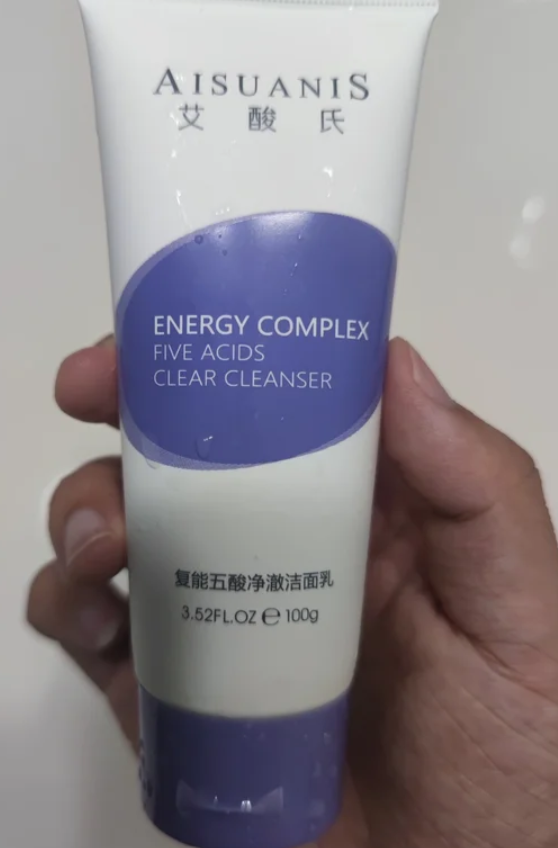 AISUANIS
艾酸氏
ENERGY COMPLEX
FIVE ACIDS
CLEAR CLEANSER
复能五酸净澈洁面乳
3.52FL.OZ ℮ 100g